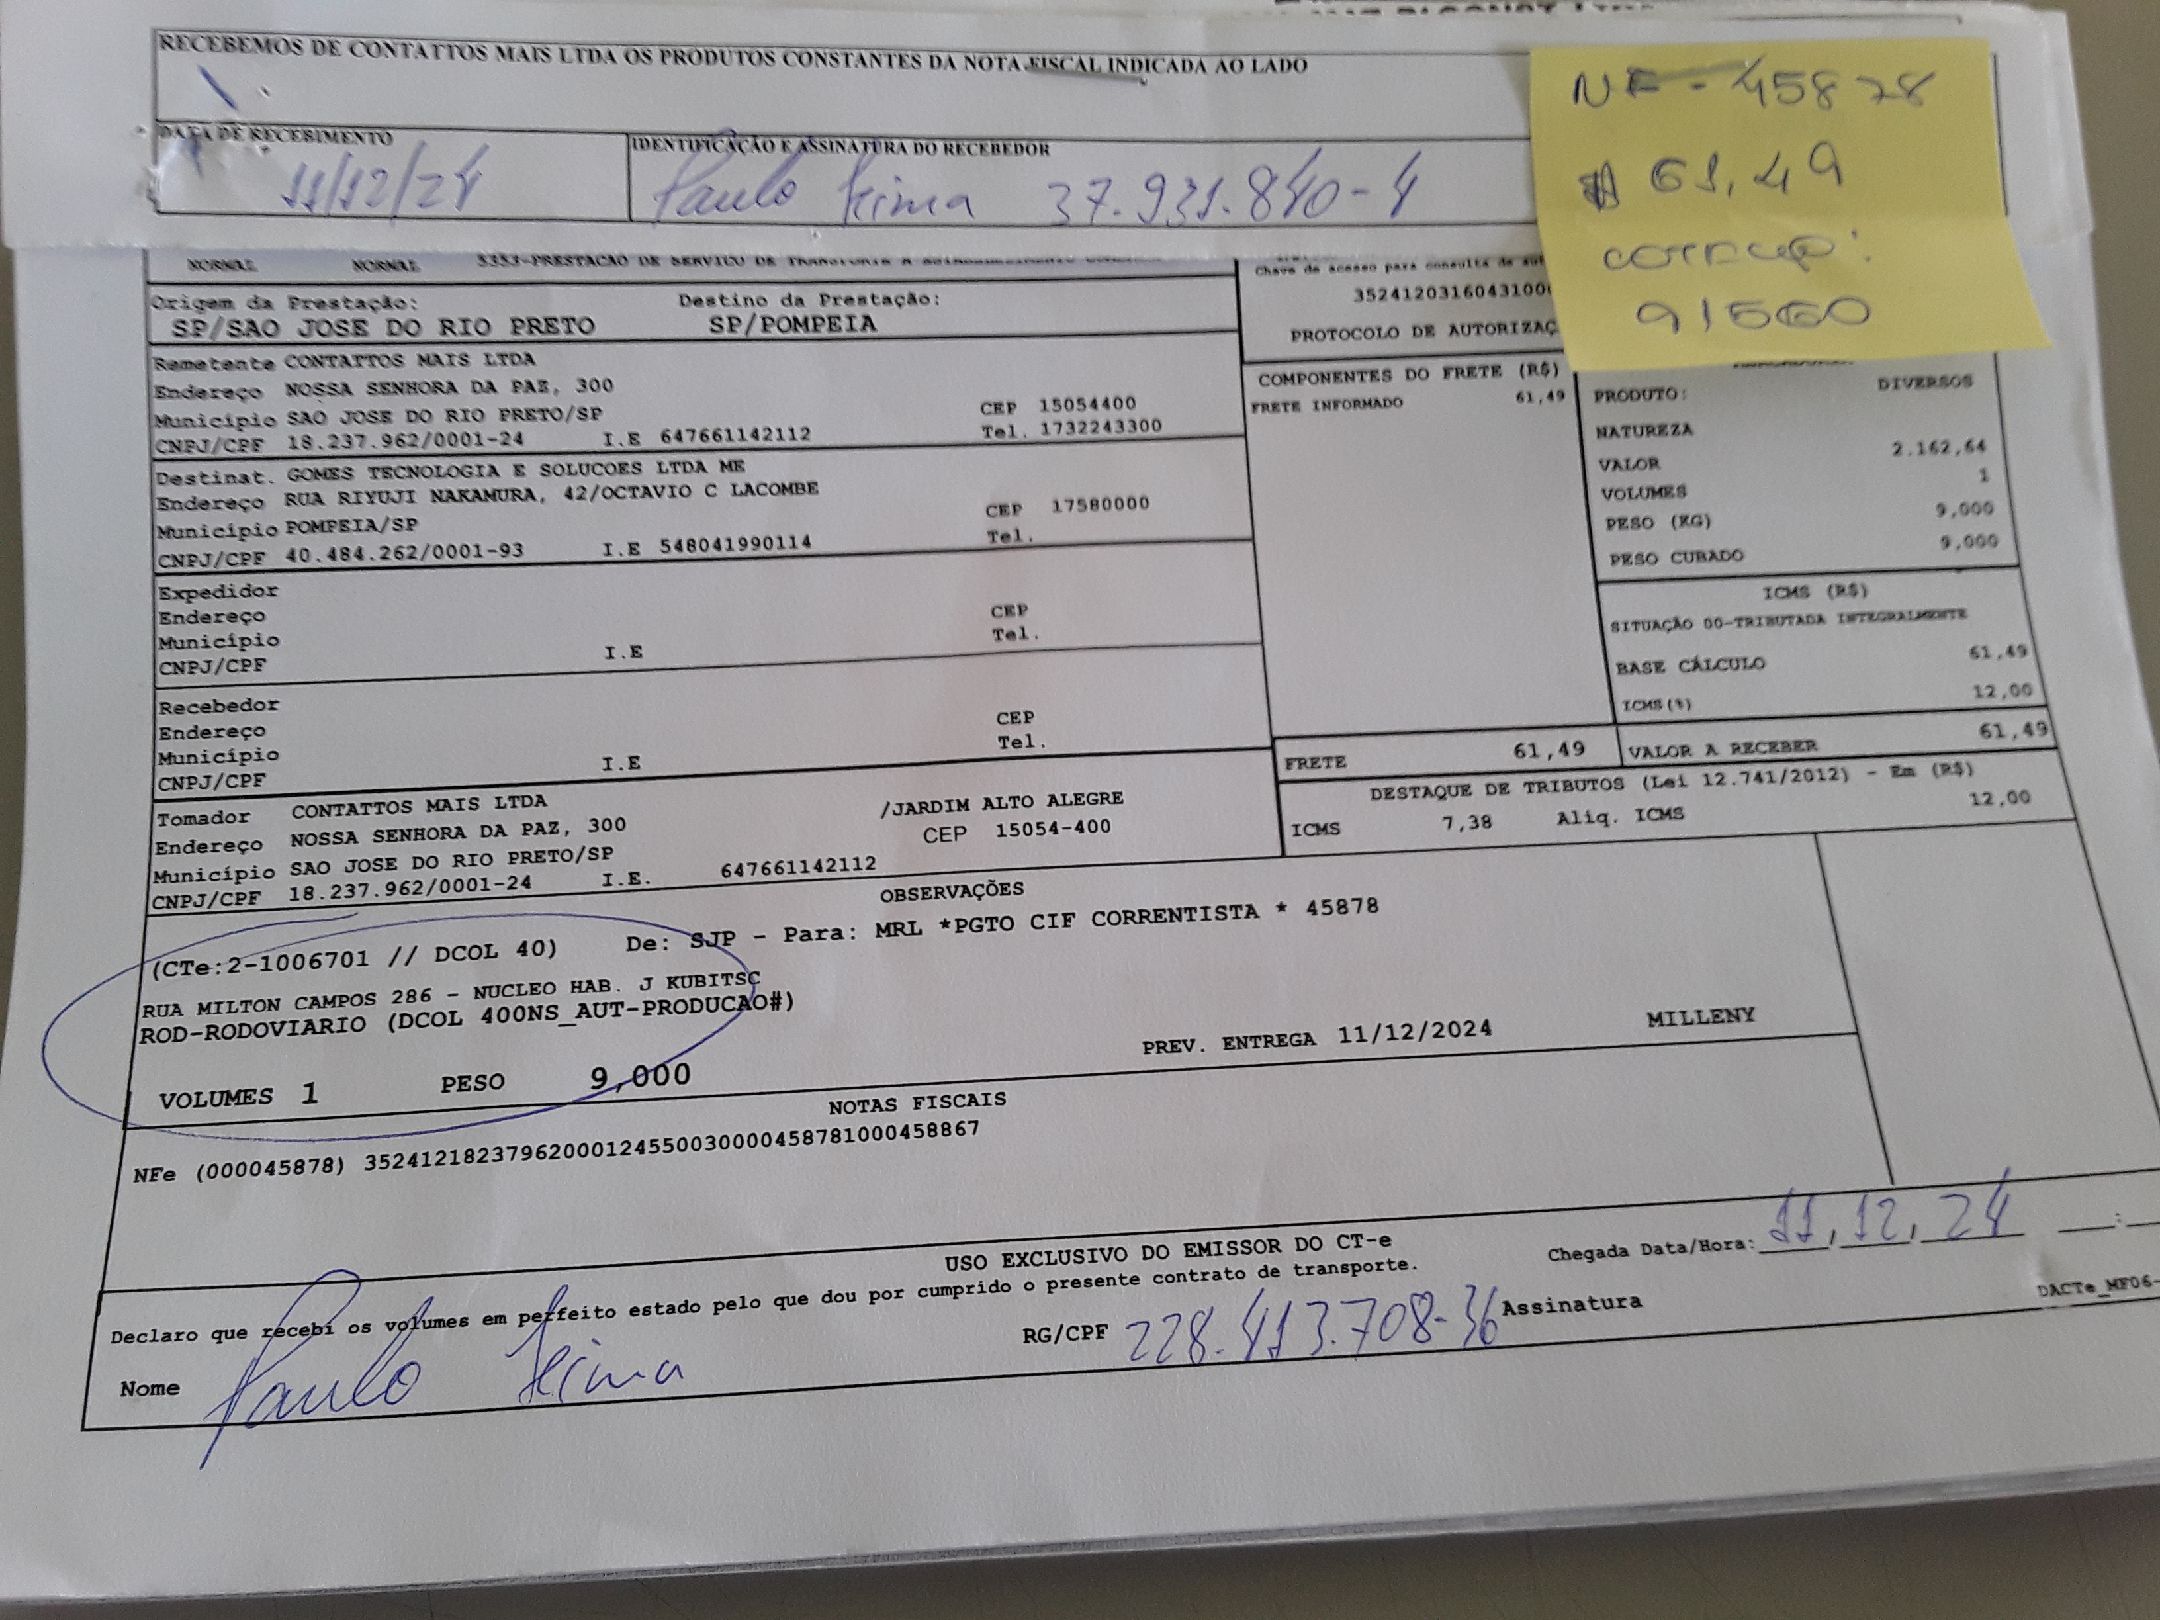 RECEBEMOS DE CONTATTOS MAIS LTDA OS PRODUTOS CONSTANTES DA NOTA FISCAL INDICADA AO LADO
DATA DE RECEBIMENTO
11/12/24
IDENTIFICAÇÃO E ASSINATURA DO RECEBEDOR
Paulo 37.931.840-4
NF - 45878
61,49
91560
NORMAL NORMAL 5353-PRESTACAO DE SERVICO DE TRANSPORTE A
Chave de acesso para consulta de aut
3524120316043100
PROTOCOLO DE AUTORIZAÇ
Origem da Prestação: Destino da Prestação:
SP/SAO JOSE DO RIO PRETO SP/POMPEIA
Remetente CONTATTOS MAIS LTDA
Endereço NOSSA SENHORA DA PAZ, 300
Município SAO JOSE DO RIO PRETO/SP CEP 15054400
CNPJ/CPF 18.237.962/0001-24 I.E 647661142112 Tel. 1732243300
Destinat. GOMES TECNOLOGIA E SOLUCOES LTDA ME
Endereço RUA RIYUJI NAKAMURA, 42/OCTAVIO C LACOMBE
Município POMPEIA/SP CEP 17580000
CNPJ/CPF 40.484.262/0001-93 I.E 548041990114 Tel.
Expedidor
Endereço
Município CEP
CNPJ/CPF I.E Tel.
Recebedor
Endereço
Município CEP
CNPJ/CPF I.E Tel.
Tomador CONTATTOS MAIS LTDA
Endereço NOSSA SENHORA DA PAZ, 300 /JARDIM ALTO ALEGRE
Município SAO JOSE DO RIO PRETO/SP CEP 15054-400
CNPJ/CPF 18.237.962/0001-24 I.E. 647661142112
COMPONENTES DO FRETE (R$)
FRETE INFORMADO 61,49
PRODUTO: DIVERSOS
NATUREZA
VALOR 2.162,64
VOLUMES 1
PESO (KG) 9,000
PESO CUBADO 9,000
ICMS (R$)
SITUAÇÃO 00-TRIBUTADA INTEGRALMENTE
BASE CÁLCULO 61,49
ICMS(%) 12,00
FRETE 61,49 VALOR A RECEBER 61,49
DESTAQUE DE TRIBUTOS (Lei 12.741/2012) - Em (R$)
ICMS 7,38 Aliq. ICMS 12,00
OBSERVAÇÕES
(CTe:2-1006701 // DCOL 40) De: SJP - Para: MRL *PGTO CIF CORRENTISTA * 45878
RUA MILTON CAMPOS 286 - NUCLEO HAB. J KUBITSC
ROD-RODOVIARIO (DCOL 400NS_AUT-PRODUCAO#)
PREV. ENTREGA 11/12/2024 MILLENY
VOLUMES 1 PESO 9,000
NOTAS FISCAIS
NFe (000045878) 35241218237962000124550030000458781000458867
USO EXCLUSIVO DO EMISSOR DO CT-e
Declaro que recebi os volumes em perfeito estado pelo que dou por cumprido o presente contrato de transporte.
Chegada Data/Hora: 11, 12, 24 __:__
Nome Paulo
RG/CPF 228.413.708-36 Assinatura
DACTe_MF06-